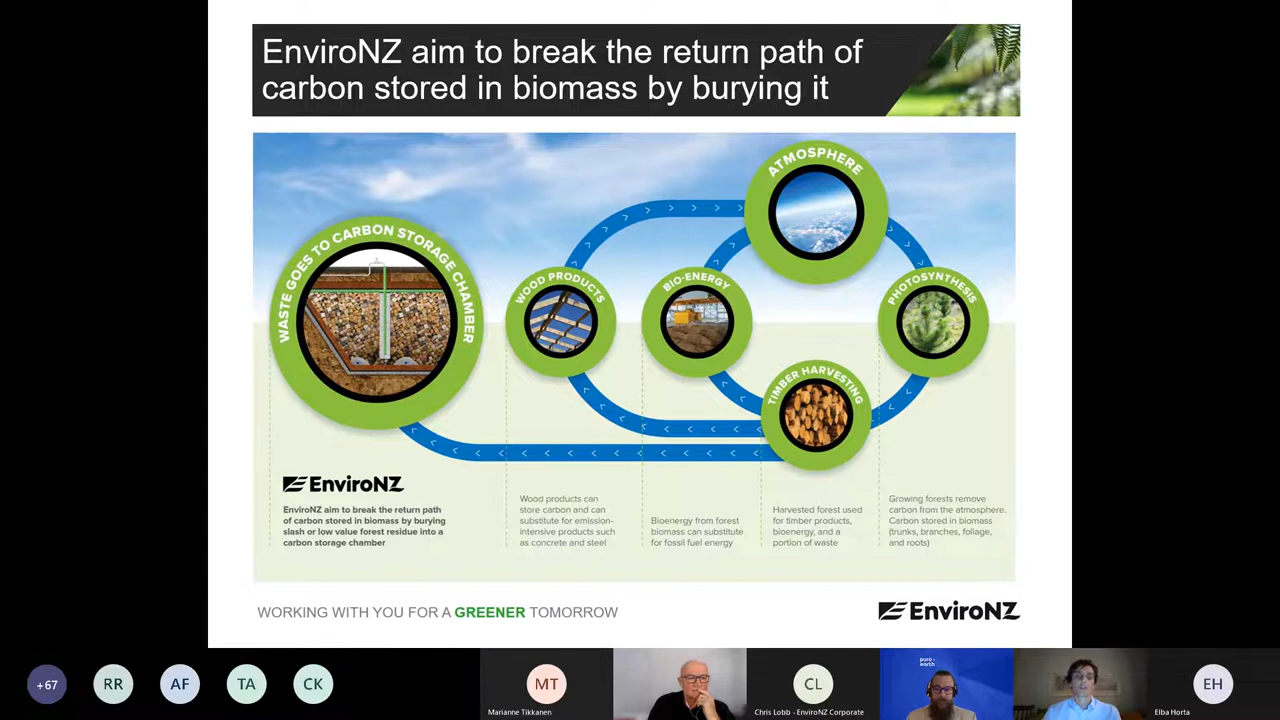 EnviroNZ aim to break the return path of
carbon stored in biomass by burying it
ATMOSPHERE
WASTE GOES TO CARBON STORAGE CHAMBER
WOOD PRODUCTS
BIO-ENERGY
PHOTOSYNTHESIS
TIMBER HARVESTING
EnviroNZ
EnviroNZ aim to break the return path
of carbon stored in biomass by burying
slash or low value forest residue into a
carbon storage chamber
Wood products can
store carbon and can
substitute for emission-
intensive products such
as concrete and steel
Bioenergy from forest
biomass can substitute
for fossil fuel energy
Harvested forest used
for timber products,
bioenergy, and a
portion of waste
Growing forests remove
carbon from the atmosphere.
Carbon stored in biomass
(trunks, branches, foliage,
and roots)
WORKING WITH YOU FOR A GREENER TOMORROW
EnviroNZ
+67
RR
AF
TA
CK
MT
Marianne Tikkanen
CL
Chris Lobb - EnviroNZ Corporate
puro·
earth
EH
Elba Horta